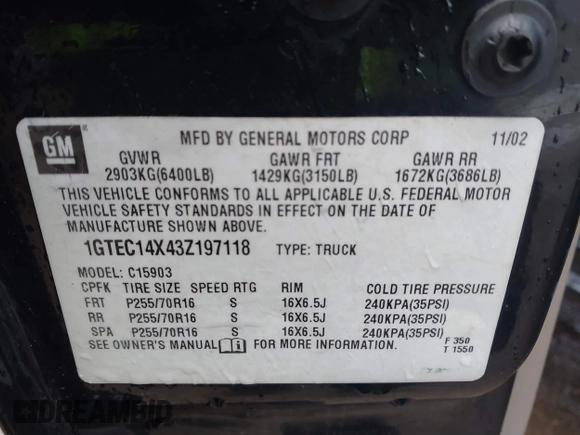 GM ® MFD BY GENERAL MOTORS CORP 11/02
GVWR GAWR FRT GAWR RR
2903KG(6400LB) 1429KG(3150LB) 1672KG(3686LB)
THIS VEHICLE CONFORMS TO ALL APPLICABLE U.S. FEDERAL MOTOR
VEHICLE SAFETY STANDARDS IN EFFECT ON THE DATE OF
MANUFACTURE SHOWN ABOVE.
1GTEC14X43Z197118 TYPE: TRUCK
MODEL: C15903
CPFK TIRE SIZE SPEED RTG RIM COLD TIRE PRESSURE
FRT P255/70R16 S 16X6.5J 240KPA(35PSI)
RR P255/70R16 S 16X6.5J 240KPA(35PSI)
SPA P255/70R16 S 16X6.5J 240KPA(35PSI)
SEE OWNER'S MANUAL FOR MORE INFORMATION. F 350
T 1550
DREAMBID